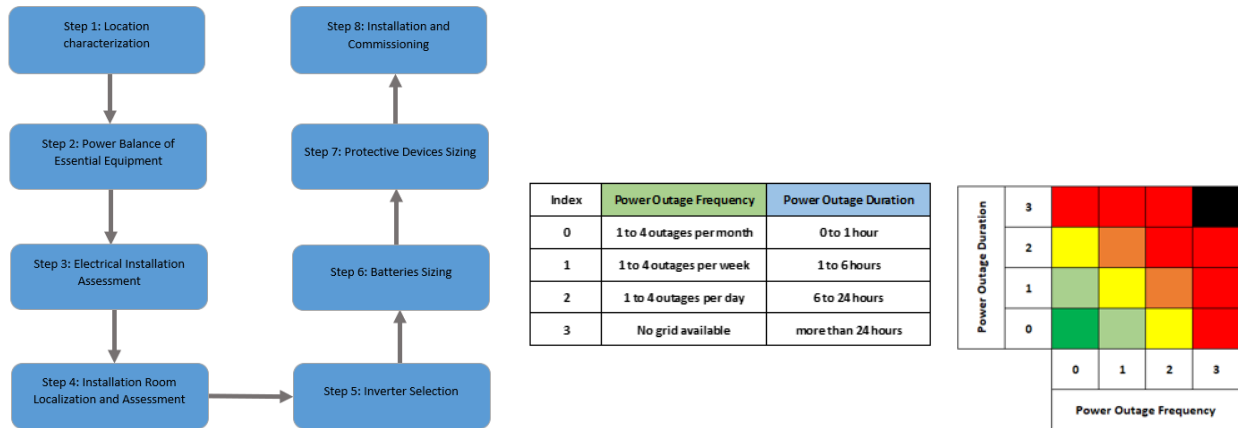 Step 1: Location
characterization
Step 2: Power Balance of
Essential Equipment
Step 3: Electrical Installation
Assessment
Step 4: Installation Room
Localization and Assessment
Step 5: Inverter Selection
Step 6: Batteries Sizing
Step 7: Protective Devices Sizing
Step 8: Installation and
Commissioning
Index Power Outage Frequency Power Outage Duration
0 1 to 4 outages per month 0 to 1 hour
1 1 to 4 outages per week 1 to 6 hours
2 1 to 4 outages per day 6 to 24 hours
3 No grid available more than 24 hours
Power Outage Duration
3
2
1
0
0 1 2 3
Power Outage Frequency